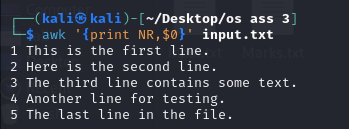 ┌──(kali㉿kali)-[~/Desktop/os ass 3]
└─$ awk '{print NR,$0}' input.txt
1 This is the first line.
2 Here is the second line.
3 The third line contains some text.
4 Another line for testing.
5 The last line in the file.